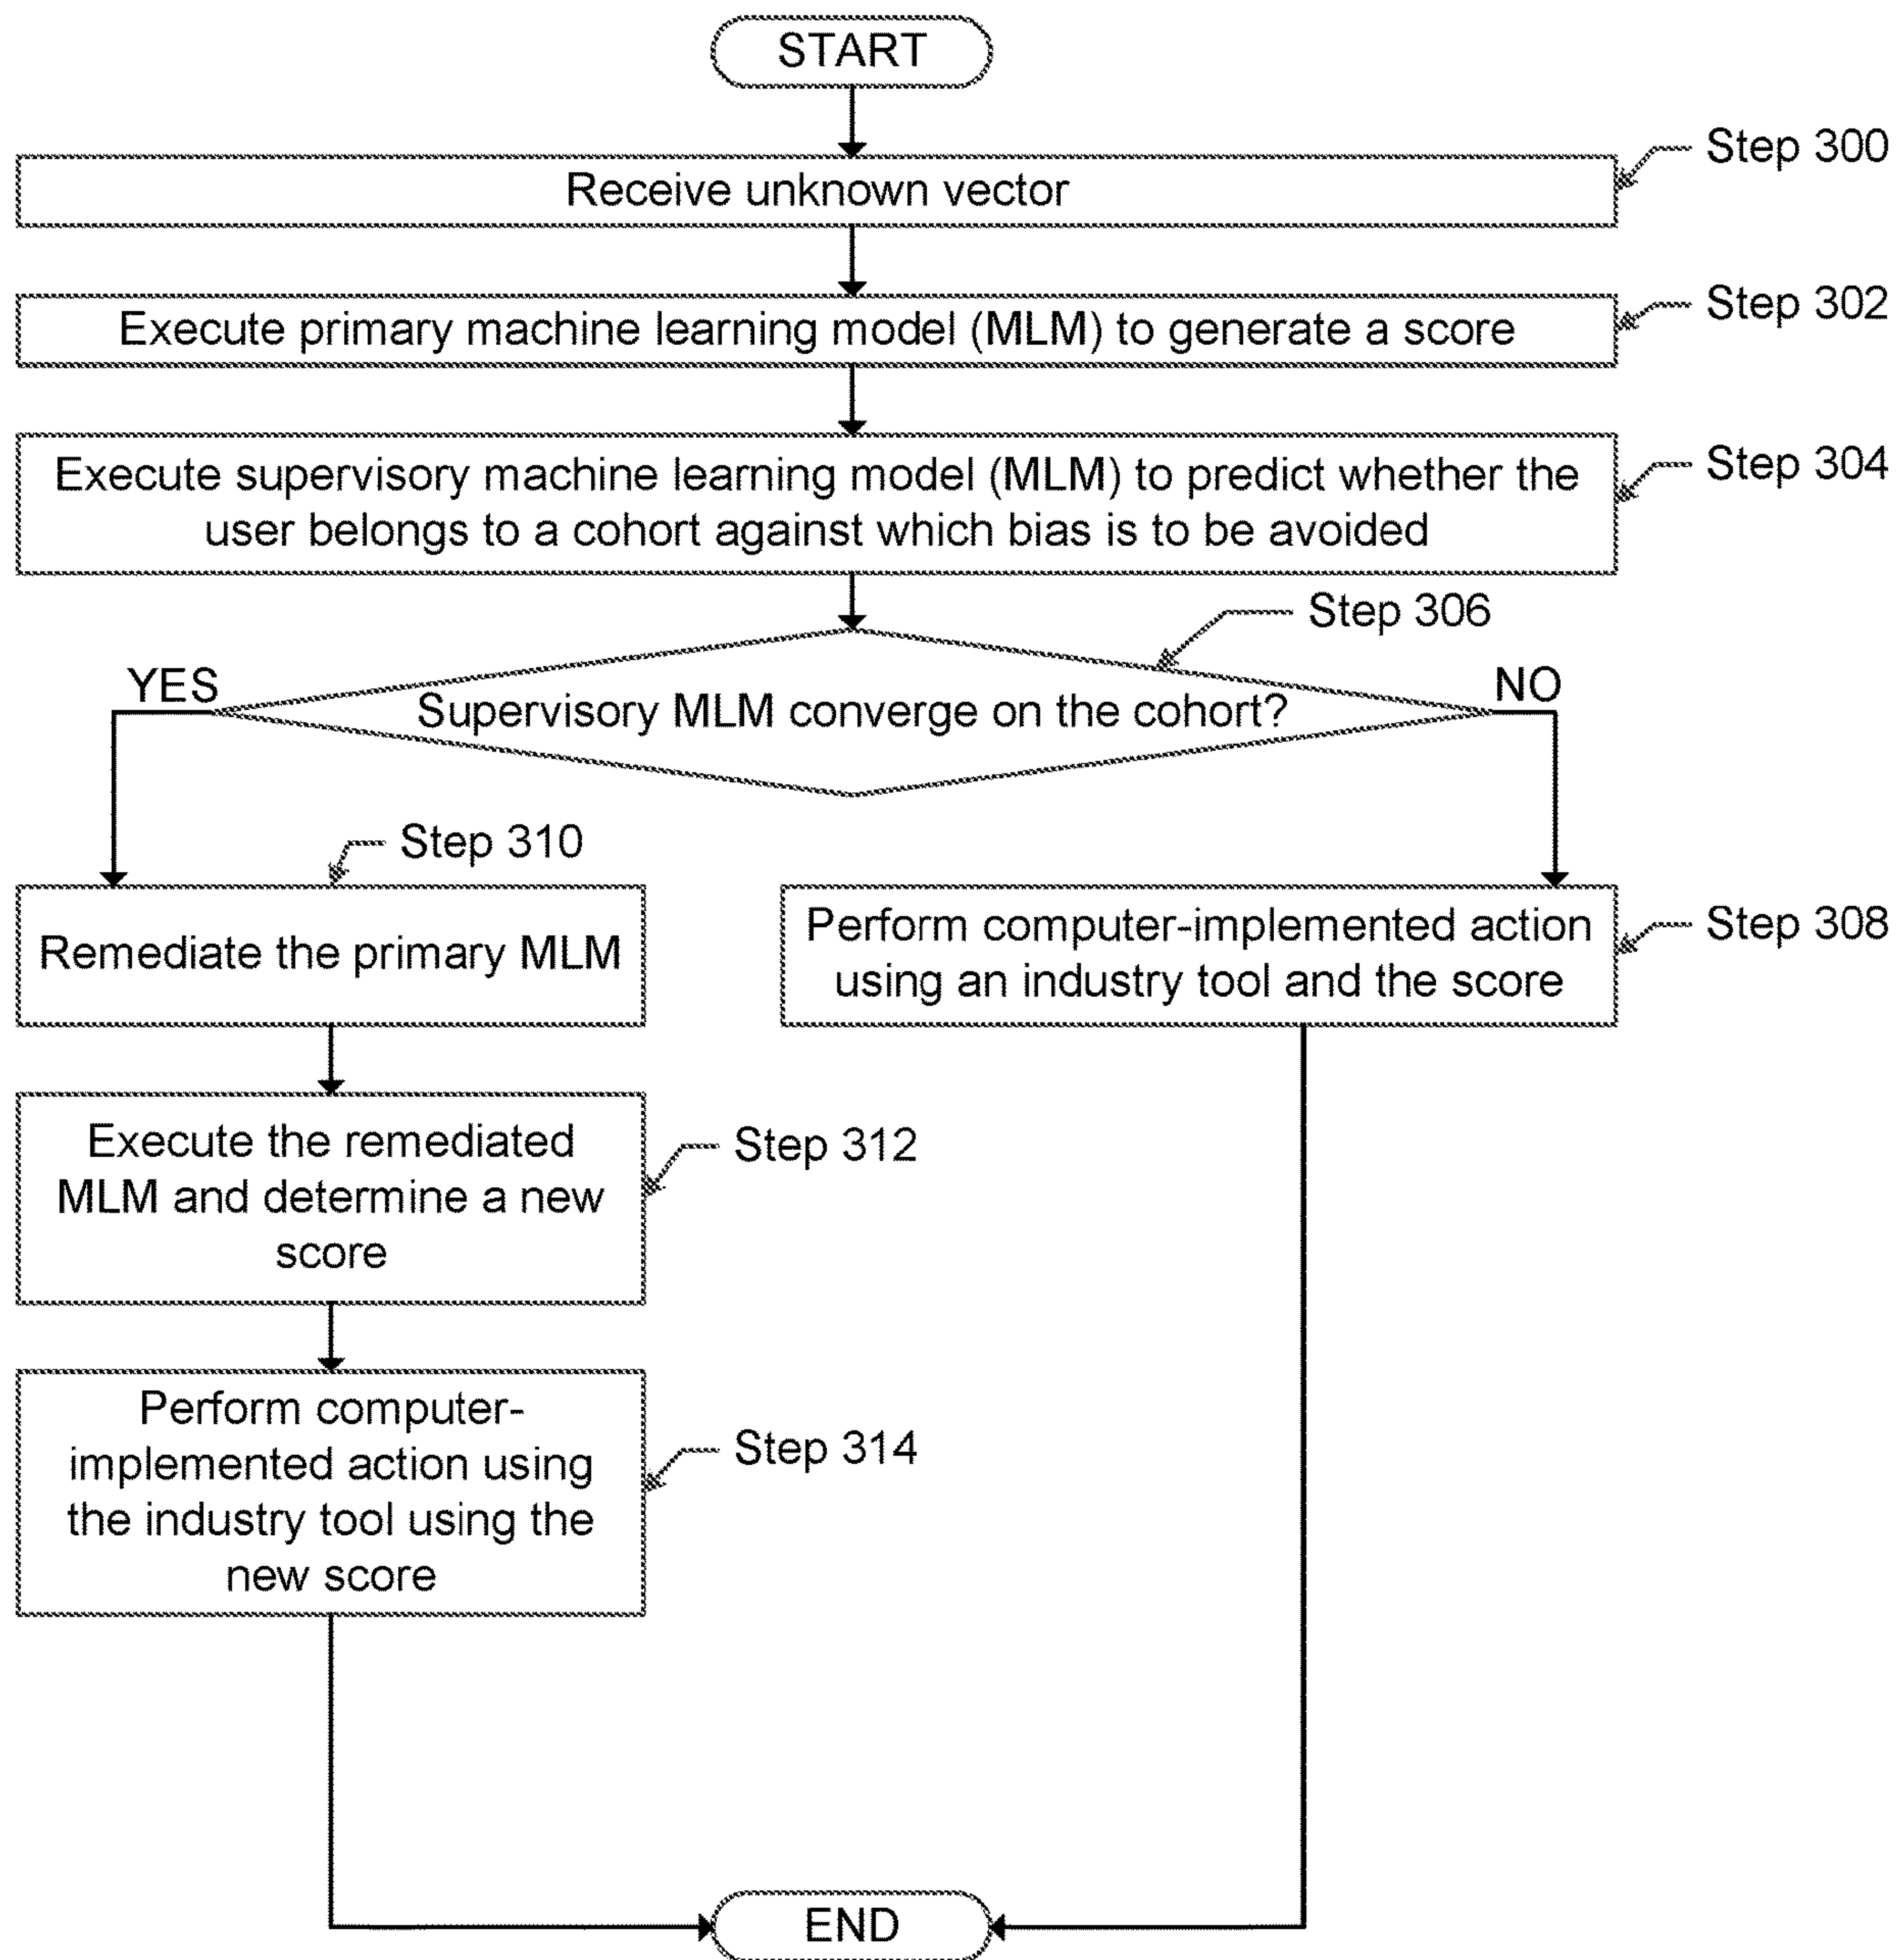 START
Step 300
Receive unknown vector
Step 302
Execute primary machine learning model (MLM) to generate a score
Step 304
Execute supervisory machine learning model (MLM) to predict whether the
user belongs to a cohort against which bias is to be avoided
Step 306
YES
NO
Supervisory MLM converge on the cohort?
Step 310
Remediate the primary MLM
Perform computer-implemented action
using an industry tool and the score
Step 308
Execute the remediated
MLM and determine a new
score
Step 312
Perform computer-
implemented action using
the industry tool using the
new score
Step 314
END